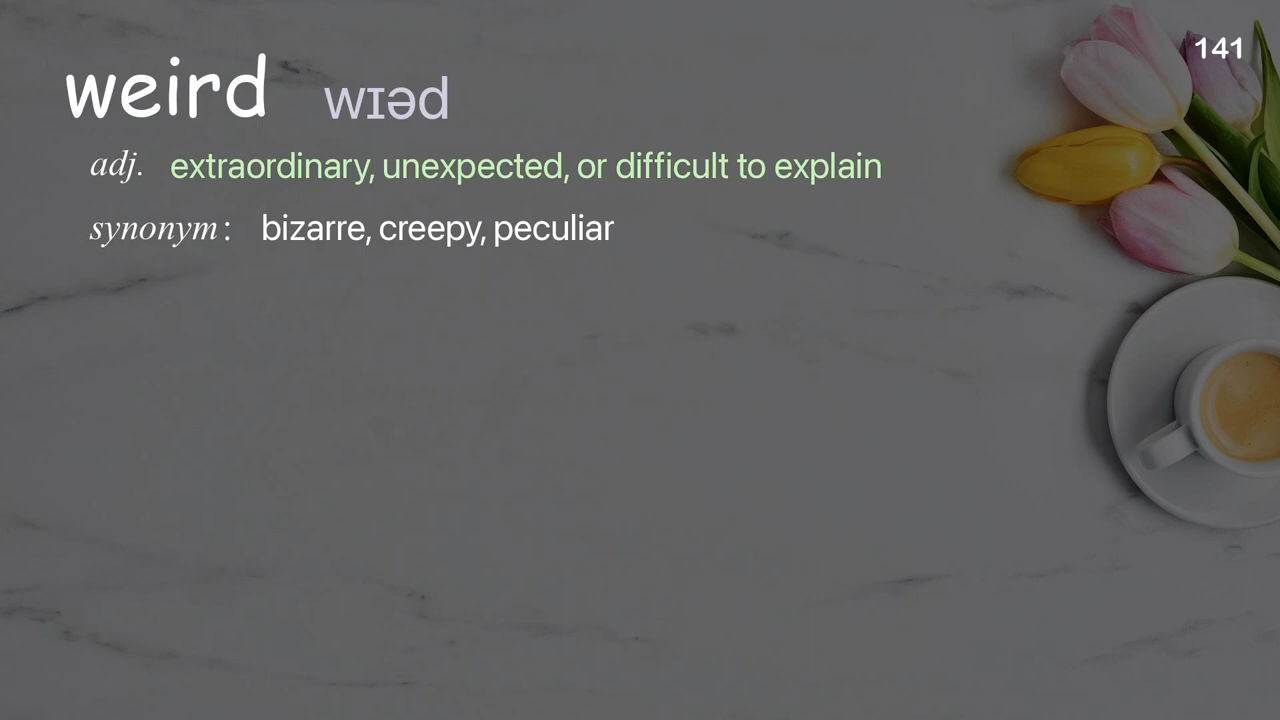 141
weird wɪəd
adj. extraordinary, unexpected, or difficult to explain
synonym: bizarre, creepy, peculiar